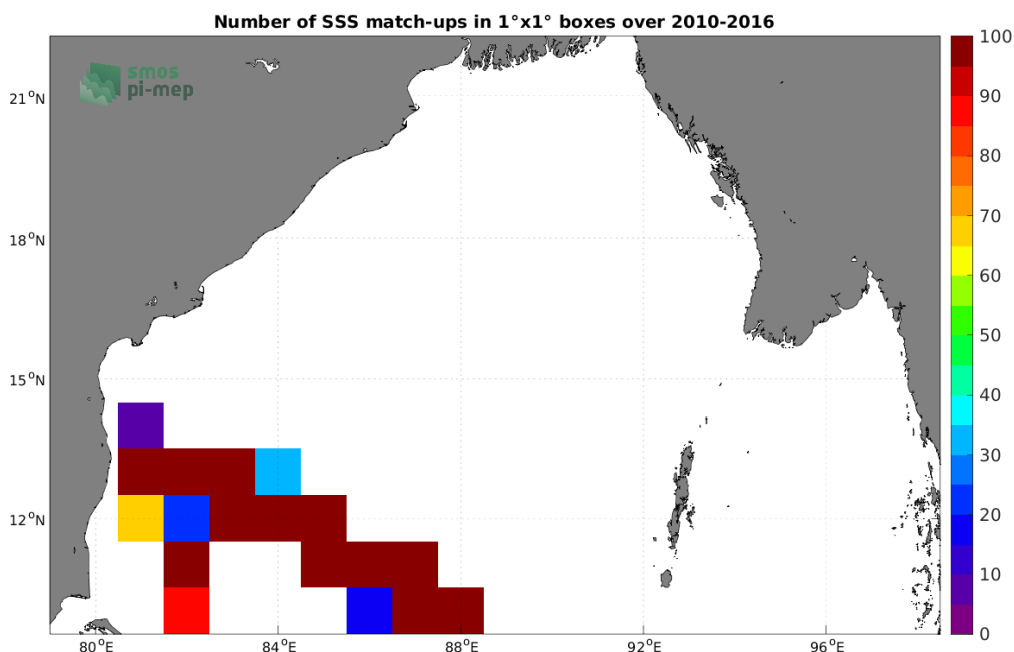 Number of SSS match-ups in 1°x1° boxes over 2010-2016
smos
pi-mep
21°N
18°N
15°N
12°N
80°E
84°E
88°E
92°E
96°E
100
90
80
70
60
50
40
30
20
10
0